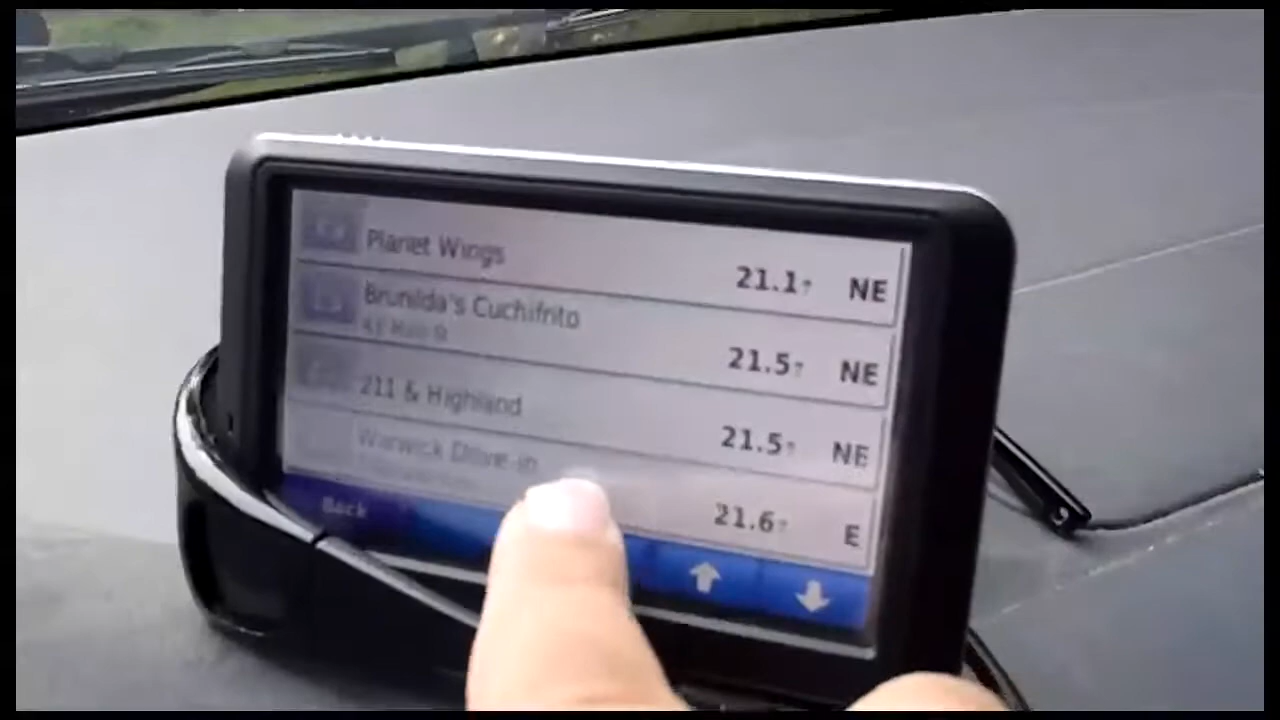 Planet Wings
21.1 NE
Brunilda's Cuchifrito
21.5 NE
211 & Highland
21.5 NE
Warwick Drive-in
21.6 E
Back